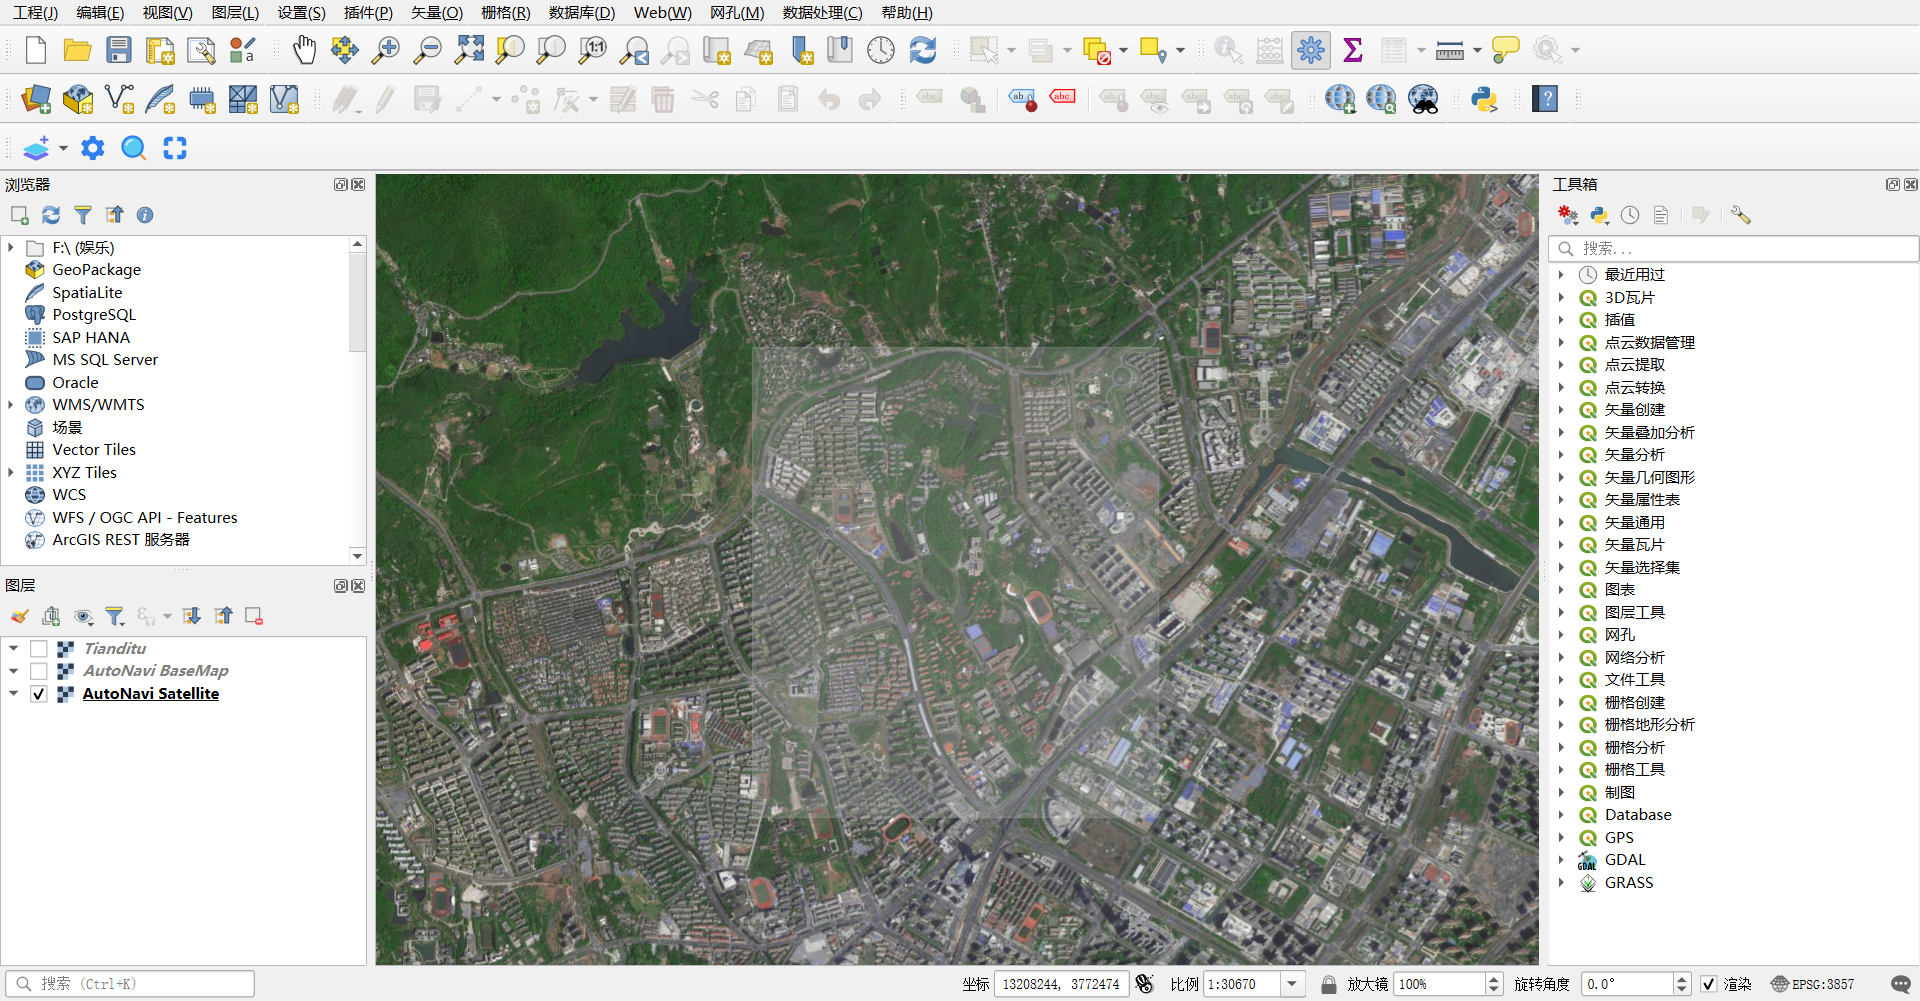 工程(J) 编辑(E) 视图(V) 图层(L) 设置(S) 插件(P) 矢量(O) 栅格(R) 数据库(D) Web(W) 网孔(M) 数据处理(C) 帮助(H)
浏览器
F:\ (娱乐)
GeoPackage
SpatiaLite
PostgreSQL
SAP HANA
MS SQL Server
Oracle
WMS/WMTS
场景
Vector Tiles
XYZ Tiles
WCS
WFS / OGC API - Features
ArcGIS REST 服务器
图层
Tianditu
AutoNavi BaseMap
AutoNavi Satellite
工具箱
搜索...
最近用过
3D瓦片
插值
点云数据管理
点云提取
点云转换
矢量创建
矢量叠加分析
矢量分析
矢量几何图形
矢量属性表
矢量通用
矢量瓦片
矢量选择集
图表
图层工具
网孔
网络分析
文件工具
栅格创建
栅格地形分析
栅格分析
栅格工具
制图
Database
GPS
GDAL
GRASS
搜索 (Ctrl+K)
坐标 13208244, 3772474 比例 1:30670 放大镜 100% 旋转角度 0.0° 渲染 EPSG:3857